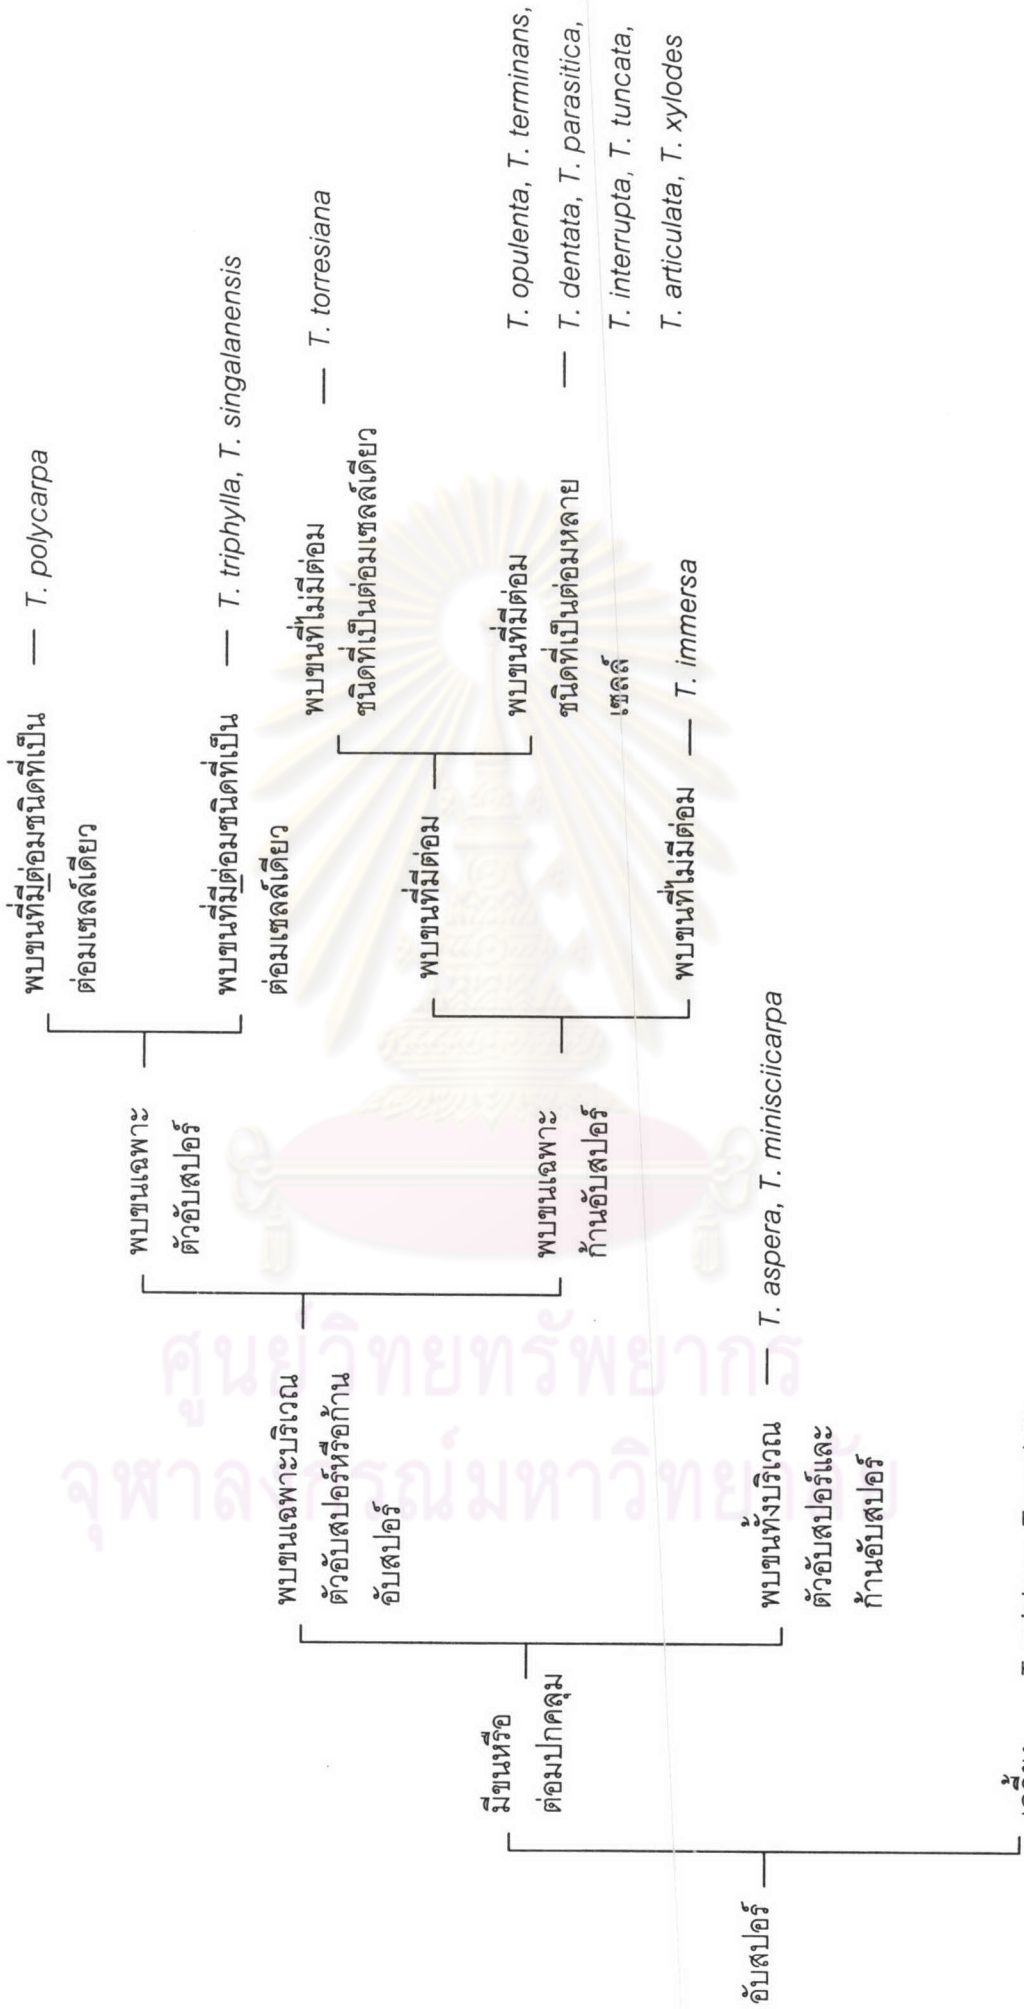 อับสปอร์
มีขนหรือ
ต่อมปกคลุม
พบขนเฉพาะบริเวณ
ตัวอับสปอร์หรือก้าน
อับสปอร์
พบขนเฉพาะ
ตัวอับสปอร์
พบขนที่มีต่อมชนิดที่เป็น
ต่อมเซลล์เดียว
— T. polycarpa
พบขนที่มีต่อมชนิดที่เป็น
ต่อมเซลล์เดียว
— T. triphylla, T. singalanensis
พบขนเฉพาะ
ก้านอับสปอร์
พบขนที่มีต่อม
พบขนที่ไม่มีต่อม
ชนิดที่เป็นต่อมเซลล์เดียว
— T. torresiana
พบขนที่มีต่อม
ชนิดที่เป็นต่อมหลาย
เซลล์
T. opulenta, T. terminans,
— T. dentata, T. parasitica,
T. interrupta, T. tuncata,
T. articulata, T. xylodes
พบขนที่ไม่มีต่อม
— T. immersa
พบขนทั้งบริเวณ
ตัวอับสปอร์และ
ก้านอับสปอร์
— T. aspera, T. minisciicarpa
ศูนย์วิทยทรัพยากร
จุฬาลงกรณ์มหาวิทยาลัย